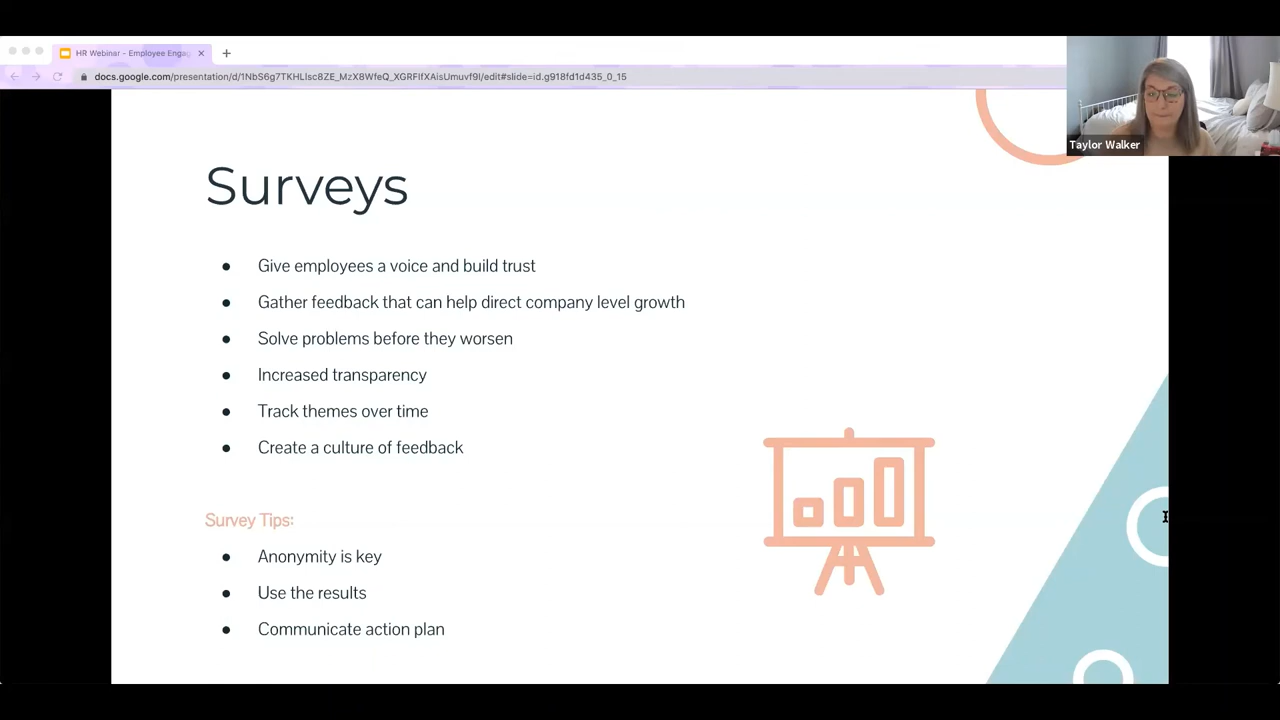 HR Webinar - Employee Engag
docs.google.com/presentation/d/1NbS6g7TKHLlsc8ZE_MzX8WfeQ_XGRFIfXAisUmuvf9I/edit#slide=id.g918fd1d435_0_15
Taylor Walker
Surveys
● Give employees a voice and build trust
● Gather feedback that can help direct company level growth
● Solve problems before they worsen
● Increased transparency
● Track themes over time
● Create a culture of feedback
Survey Tips:
● Anonymity is key
● Use the results
● Communicate action plan